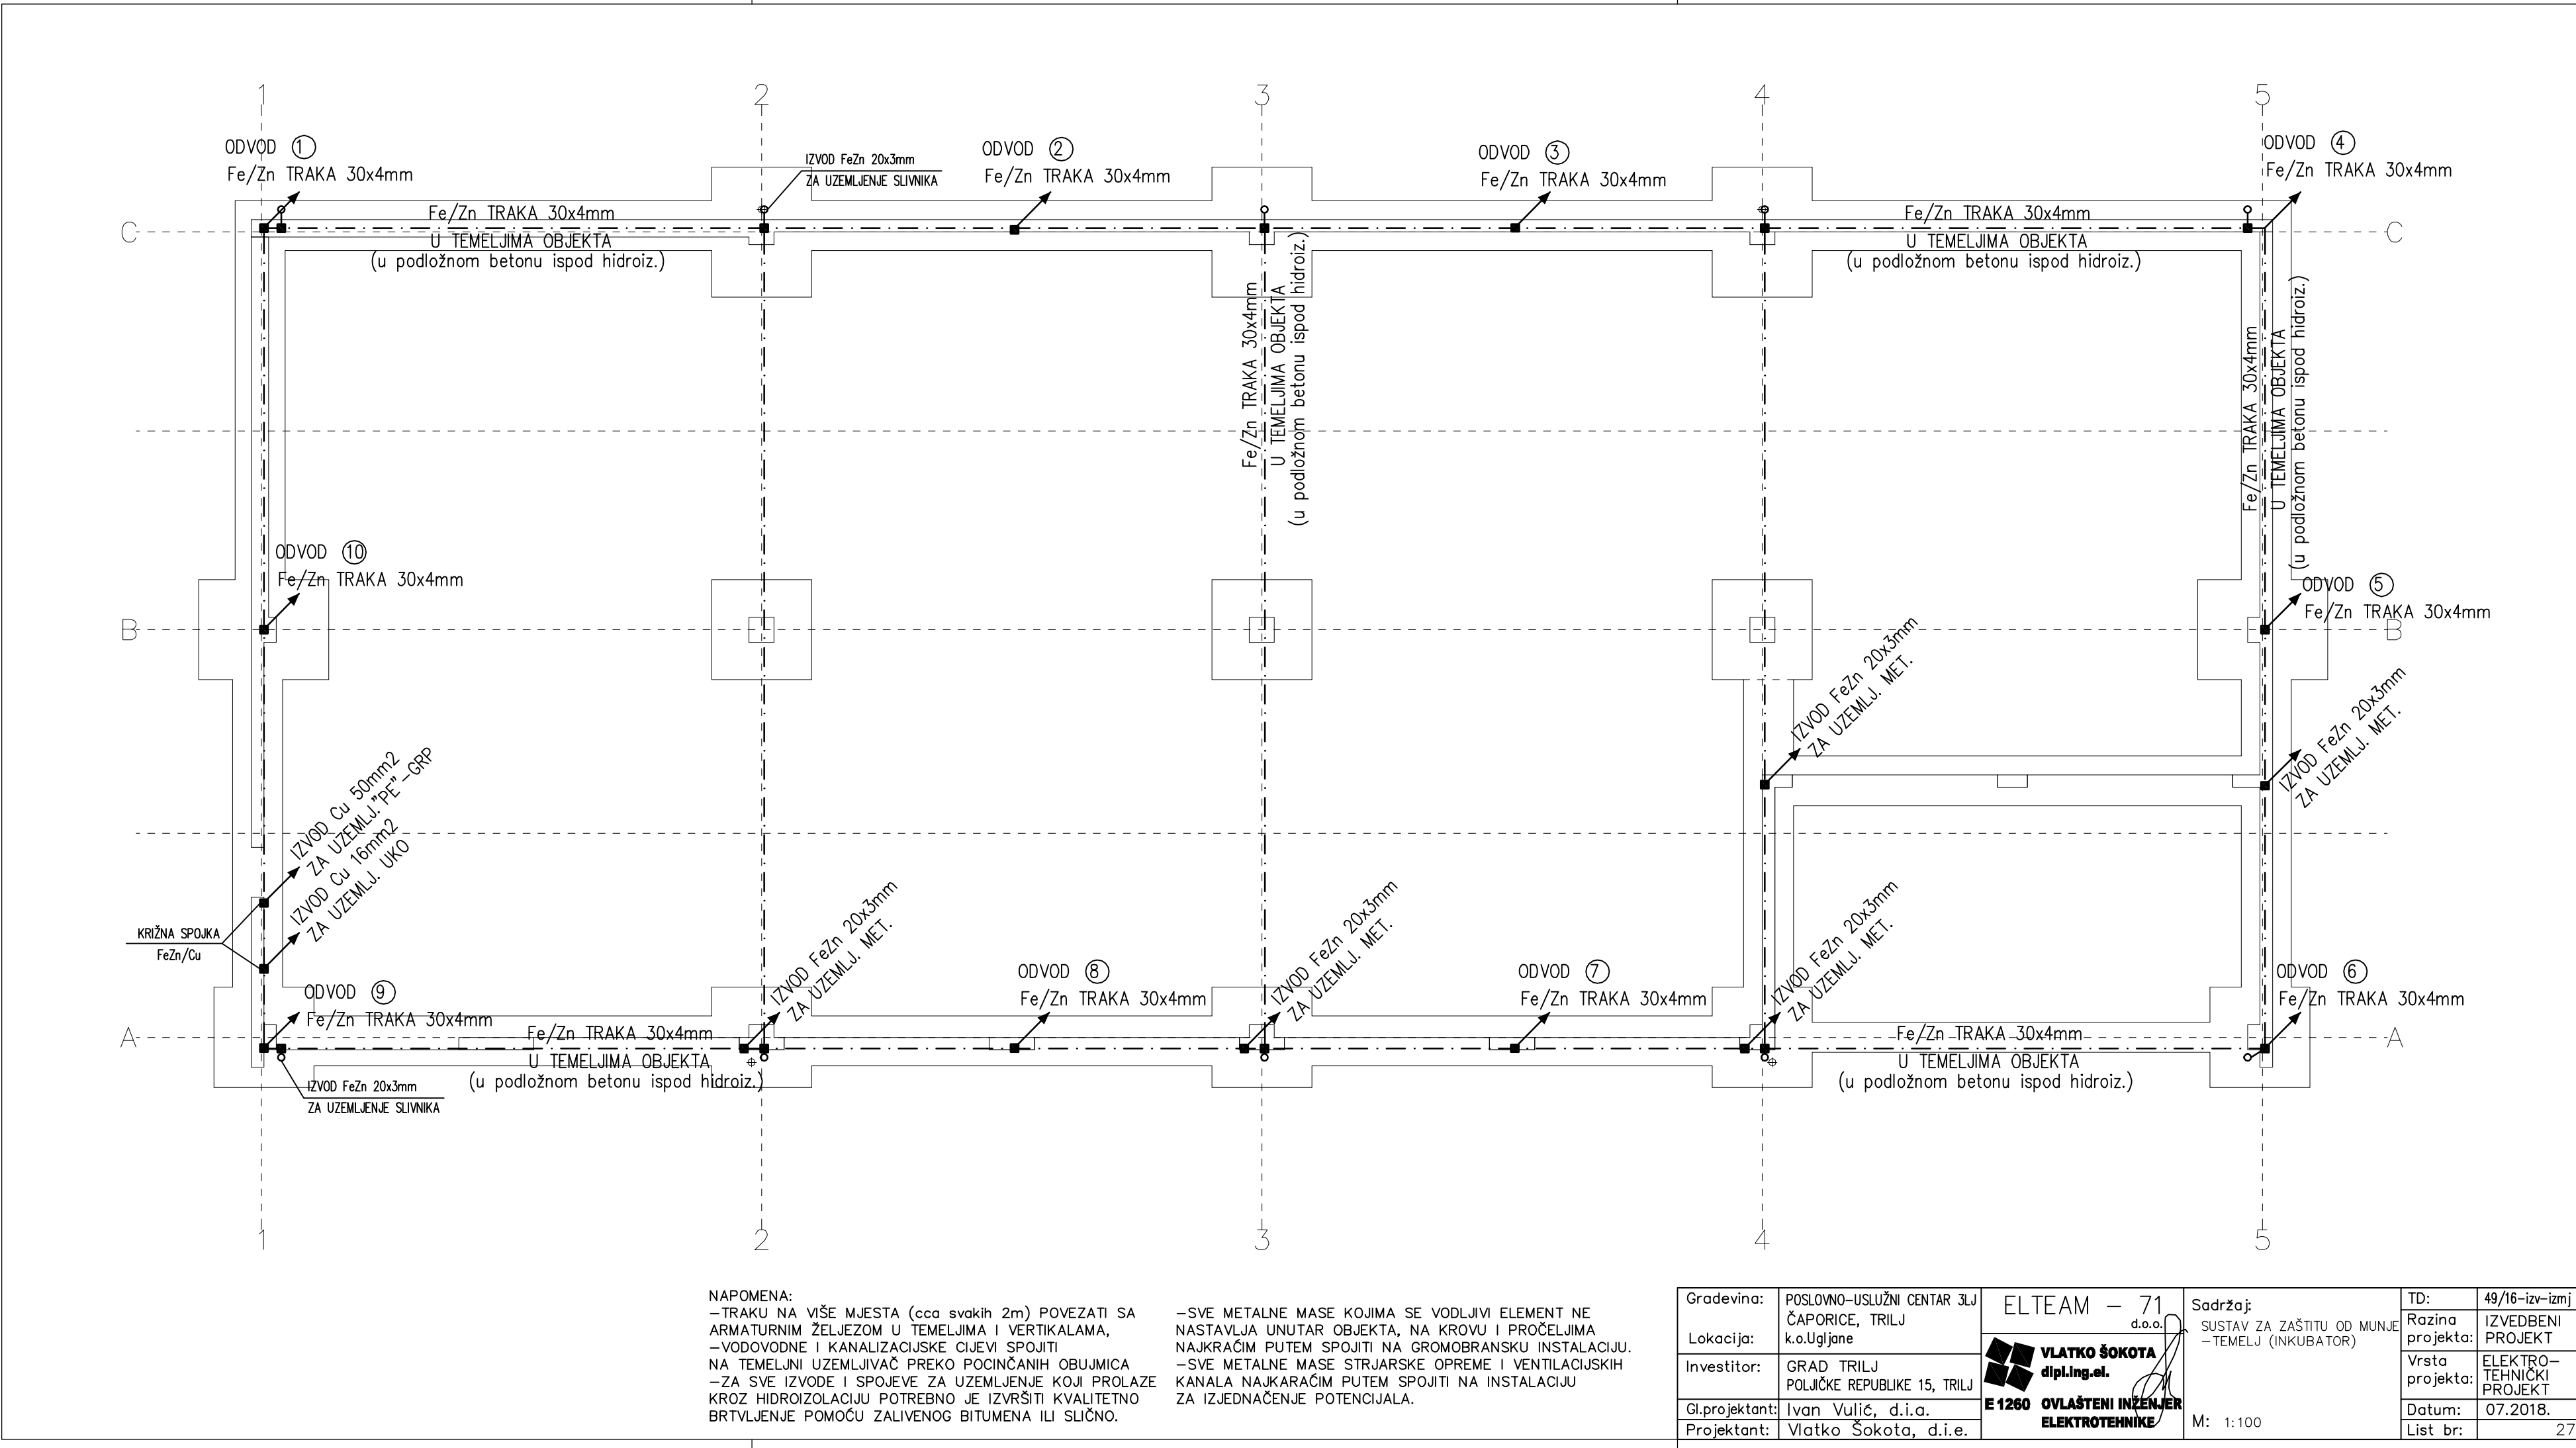 1
2
3
4
5
ODVOD 1
Fe/Zn TRAKA 30x4mm
IZVOD FeZn 20x3mm
ZA UZEMLJENJE SLIVNIKA
ODVOD 2
Fe/Zn TRAKA 30x4mm
ODVOD 3
Fe/Zn TRAKA 30x4mm
ODVOD 4
Fe/Zn TRAKA 30x4mm
C
Fe/Zn TRAKA 30x4mm
U TEMELJIMA OBJEKTA
(u podložnom betonu ispod hidroiz.)
Fe/Zn TRAKA 30x4mm
U TEMELJIMA OBJEKTA
(u podložnom betonu ispod hidroiz.)
C
Fe/Zn TRAKA 30x4mm
U TEMELJIMA OBJEKTA
(u podložnom betonu ispod hidroiz.)
Fe/Zn TRAKA 30x4mm
U TEMELJIMA OBJEKTA
(u podložnom betonu ispod hidroiz.)
ODVOD 10
Fe/Zn TRAKA 30x4mm
ODVOD 5
Fe/Zn TRAKA 30x4mm
B
B
IZVOD FeZn 20x3mm
ZA UZEMLJ. MET.
IZVOD FeZn 20x3mm
ZA UZEMLJ. MET.
IZVOD Cu 50mm2
ZA UZEMLJ."PE"-GRP
IZVOD Cu 16mm2
ZA UZEMLJ. UKO
KRIŽNA SPOJKA
FeZn/Cu
IZVOD FeZn 20x3mm
ZA UZEMLJ. MET.
IZVOD FeZn 20x3mm
ZA UZEMLJ. MET.
IZVOD FeZn 20x3mm
ZA UZEMLJ. MET.
ODVOD 9
Fe/Zn TRAKA 30x4mm
ODVOD 8
Fe/Zn TRAKA 30x4mm
ODVOD 7
Fe/Zn TRAKA 30x4mm
ODVOD 6
Fe/Zn TRAKA 30x4mm
A
Fe/Zn TRAKA 30x4mm
U TEMELJIMA OBJEKTA
(u podložnom betonu ispod hidroiz.)
Fe/Zn TRAKA 30x4mm
U TEMELJIMA OBJEKTA
(u podložnom betonu ispod hidroiz.)
A
IZVOD FeZn 20x3mm
ZA UZEMLJENJE SLIVNIKA
1
2
3
4
5
NAPOMENA:
-TRAKU NA VIŠE MJESTA (cca svakih 2m) POVEZATI SA
ARMATURNIM ŽELJEZOM U TEMELJIMA I VERTIKALAMA,
-VODOVODNE I KANALIZACIJSKE CIJEVI SPOJITI
NA TEMELJNI UZEMLJIVAČ PREKO POCINČANIH OBUJMICA
-ZA SVE IZVODE I SPOJEVE ZA UZEMLJENJE KOJI PROLAZE
KROZ HIDROIZOLACIJU POTREBNO JE IZVRŠITI KVALITETNO
BRTVLJENJE POMOĆU ZALIVENOG BITUMENA ILI SLIČNO.
-SVE METALNE MASE KOJIMA SE VODLJIVI ELEMENT NE
NASTAVLJA UNUTAR OBJEKTA, NA KROVU I PROČELJIMA
NAJKRAĆIM PUTEM SPOJITI NA GROMOBRANSKU INSTALACIJU.
-SVE METALNE MASE STRJARSKE OPREME I VENTILACIJSKIH
KANALA NAJKARAĆIM PUTEM SPOJITI NA INSTALACIJU
ZA IZJEDNAČENJE POTENCIJALA.
Gradevina: POSLOVNO-USLUŽNI CENTAR 3LJ
ČAPORICE, TRILJ
Lokacija: k.o.Ugljane
Investitor: GRAD TRILJ
POLJIČKE REPUBLIKE 15, TRILJ
Gl.projektant: Ivan Vulić, d.i.a.
Projektant: Vlatko Šokota, d.i.e.
ELTEAM - 71
d.o.o.
VLATKO ŠOKOTA
dipl.ing.el.
E 1260 OVLAŠTENI INŽENJER
ELEKTROTEHNIKE
Sadržaj:
SUSTAV ZA ZAŠTITU OD MUNJE
-TEMELJ (INKUBATOR)
M: 1:100
TD: 49/16-izv-izmj
Razina projekta: IZVEDBENI PROJEKT
Vrsta projekta: ELEKTRO-
TEHNIČKI
PROJEKT
Datum: 07.2018.
List br: 27